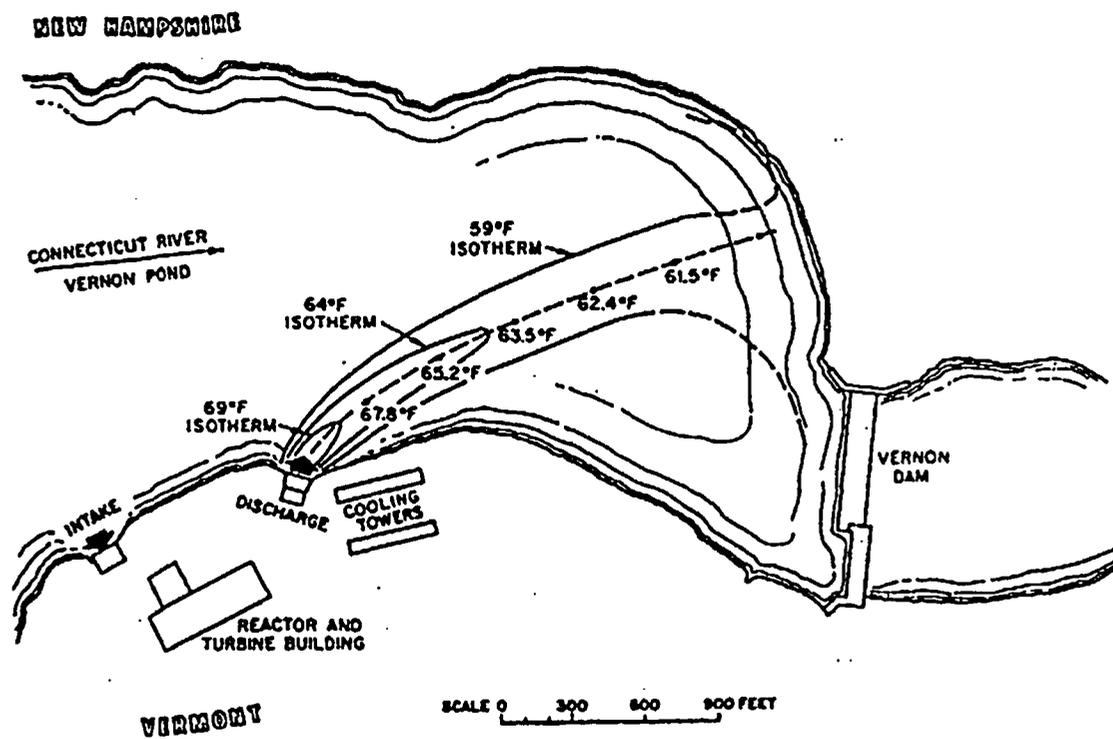 NEW HAMPSHIRE
CONNECTICUT RIVER
VERNON POND
59°F
ISOTHERM
61.5°F
62.4°F
64°F
ISOTHERM
63.5°F
65.2°F
69°F
ISOTHERM
67.8°F
VERNON
DAM
INTAKE
DISCHARGE
COOLING
TOWERS
REACTOR AND
TURBINE BUILDING
SCALE 0 300 600 900 FEET
VERMONT